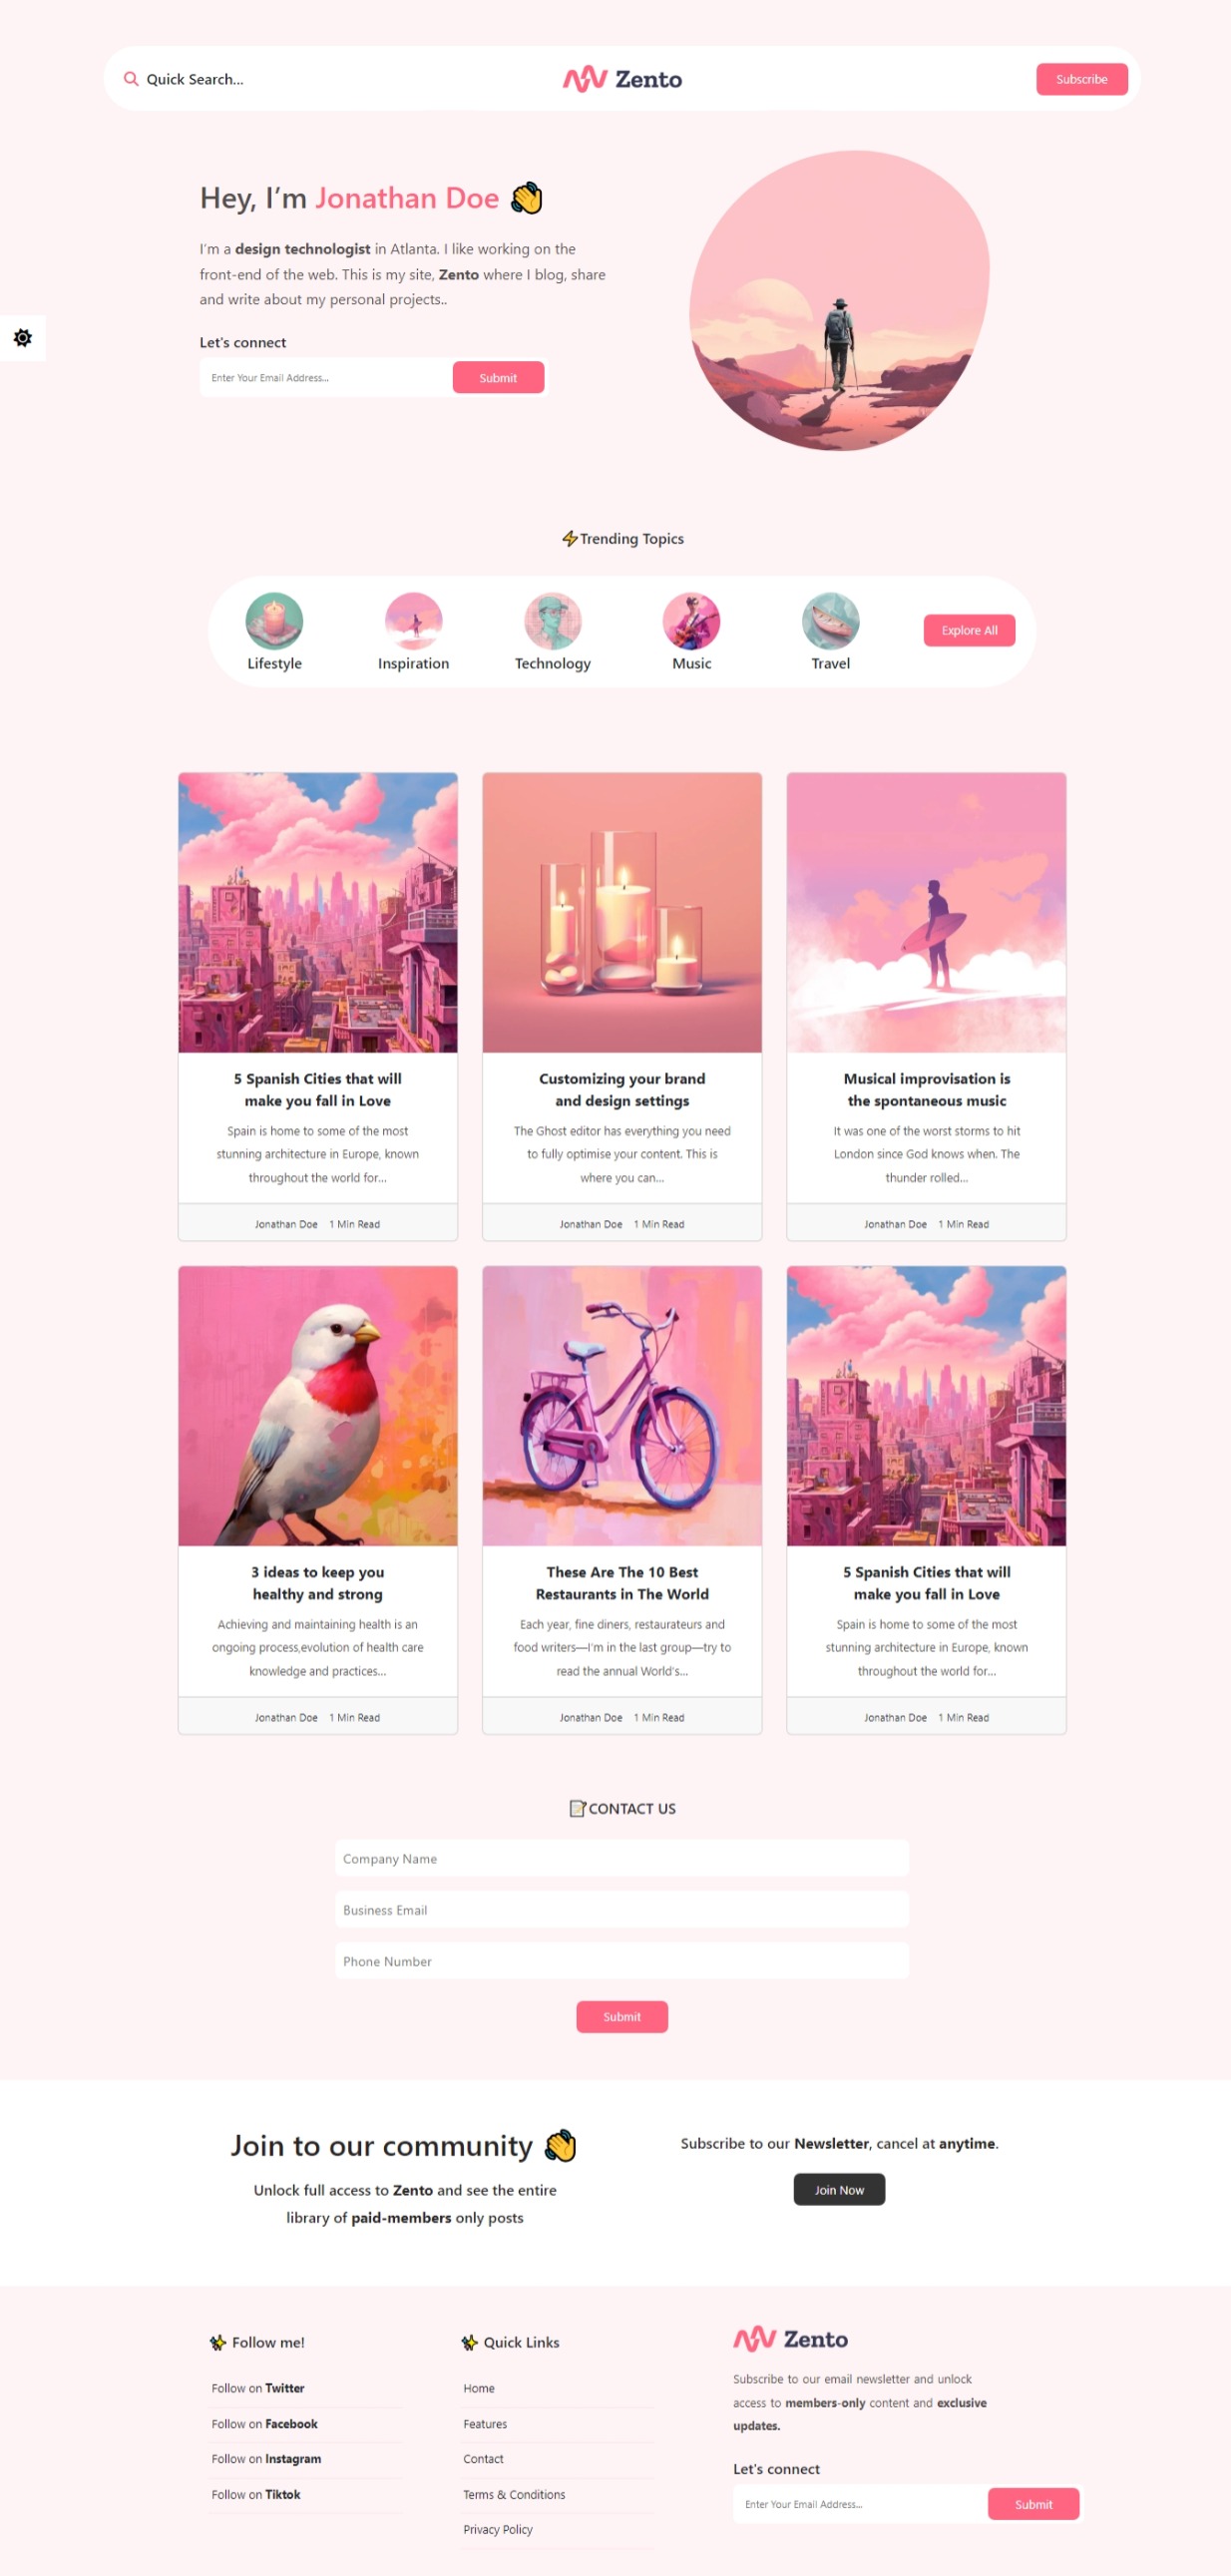 Quick Search...
Zento
Subscribe
Hey, I'm Jonathan Doe
I'm a design technologist in Atlanta. I like working on the
front-end of the web. This is my site, Zento where I blog, share
and write about my personal projects..
Let's connect
Enter Your Email Address...
Submit
Trending Topics
Lifestyle
Inspiration
Technology
Music
Travel
Explore All
5 Spanish Cities that will
make you fall in Love
Spain is home to some of the most
stunning architecture in Europe, known
throughout the world for...
Jonathan Doe 1 Min Read
Customizing your brand
and design settings
The Ghost editor has everything you need
to fully optimise your content. This is
where you can...
Jonathan Doe 1 Min Read
Musical improvisation is
the spontaneous music
It was one of the worst storms to hit
London since God knows when. The
thunder rolled...
Jonathan Doe 1 Min Read
3 ideas to keep you
healthy and strong
Achieving and maintaining health is an
ongoing process,evolution of health care
knowledge and practices...
Jonathan Doe 1 Min Read
These Are The 10 Best
Restaurants in The World
Each year, fine diners, restaurateurs and
food writers—I'm in the last group—try to
read the annual World's...
Jonathan Doe 1 Min Read
5 Spanish Cities that will
make you fall in Love
Spain is home to some of the most
stunning architecture in Europe, known
throughout the world for...
Jonathan Doe 1 Min Read
CONTACT US
Company Name
Business Email
Phone Number
Submit
Join to our community
Unlock full access to Zento and see the entire
library of paid-members only posts
Subscribe to our Newsletter, cancel at anytime.
Join Now
Follow me!
Follow on Twitter
Follow on Facebook
Follow on Instagram
Follow on Tiktok
Quick Links
Home
Features
Contact
Terms & Conditions
Privacy Policy
Zento
Subscribe to our email newsletter and unlock
access to members-only content and exclusive
updates.
Let's connect
Enter Your Email Address...
Submit